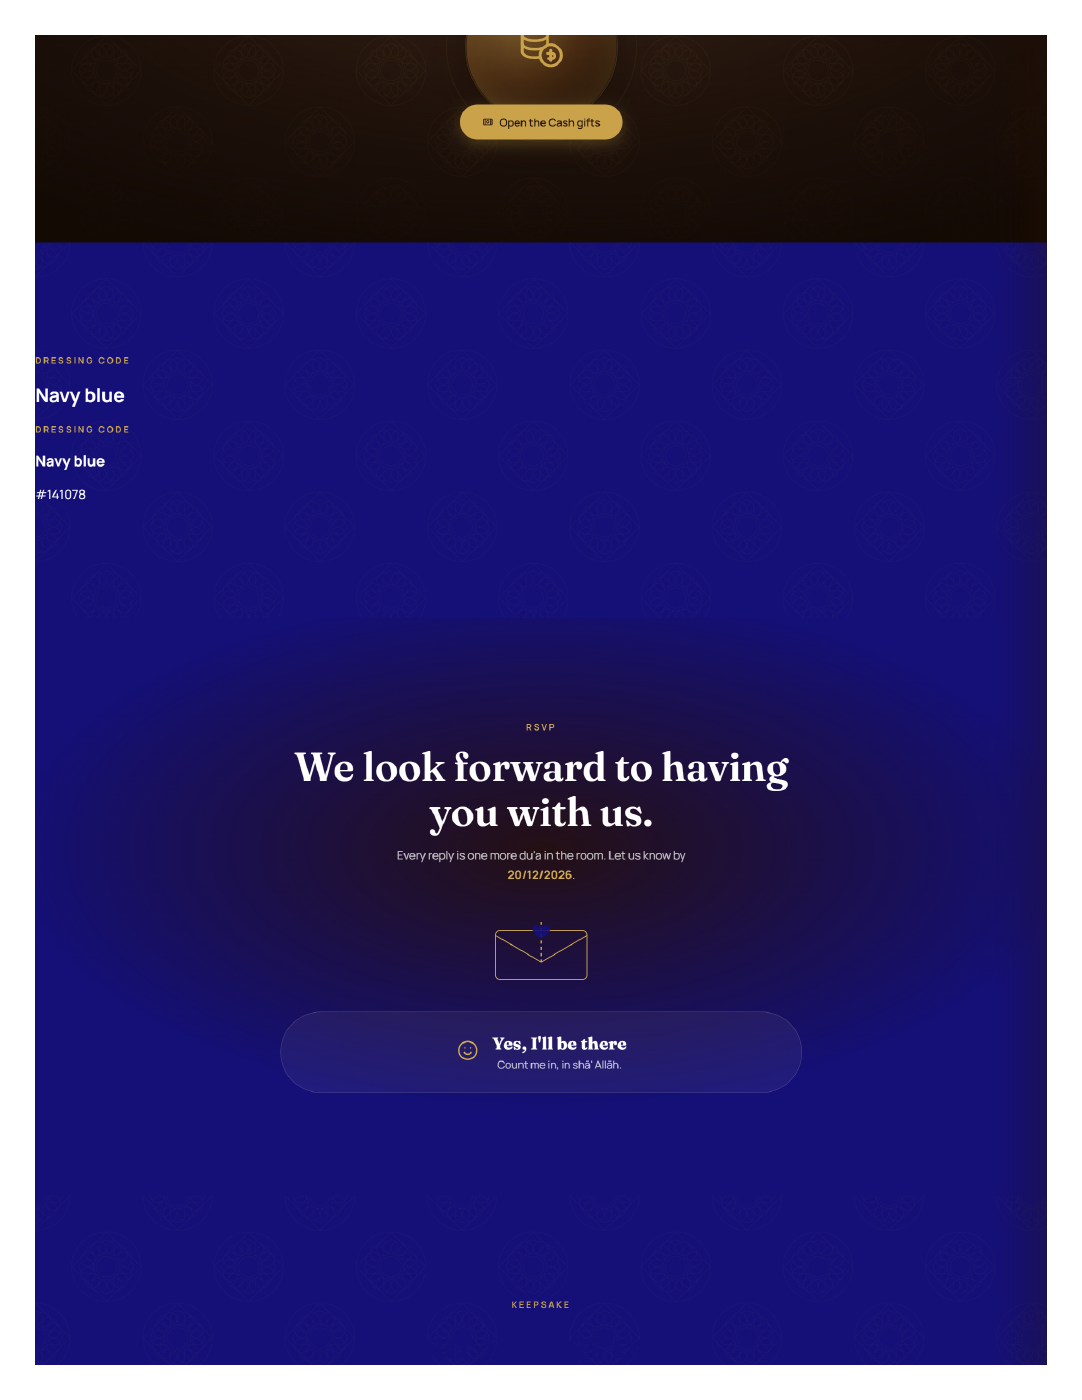 Open the Cash gifts
DRESSING CODE
Navy blue
DRESSING CODE
Navy blue
#141078
RSVP
We look forward to having
you with us.
Every reply is one more du'a in the room. Let us know by
20/12/2026.
Yes, I'll be there
Count me in, in shā' Allāh.
KEEPSAKE